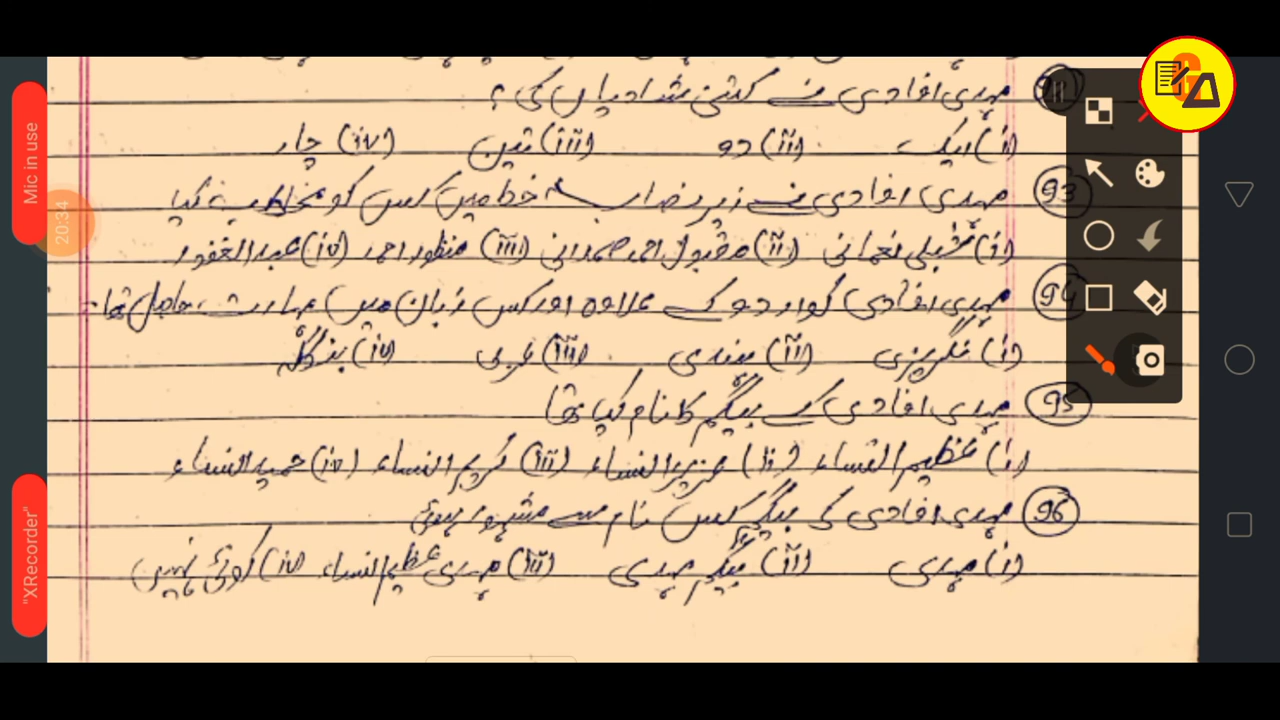 مہدی افادی نے کتنی شادیاں کی؟
(i) ایک (ii) دو (iii) تین (iv) چار
93 مہدی افادی نے زیر نصاب خط میں کس کو مخاطب کیا
(i) شبلی نعمانی (ii) مقبول احمد صمدانی (iii) منظور احمد (iv) عبدالغفور
94 مہدی افادی کو اردو کے علاوہ اور کس زبان میں مہارت حاصل تھا۔
(i) انگریزی (ii) ہندی (iii) عربی (iv) بنگلہ
95 مہدی افادی کے بیگم کا نام کیا تھا
(i) عظیم النساء (ii) عزیز النساء (iii) کریم النساء (iv) حمید النساء
96 مہدی افادی کی بیگم کس نام سے مشہور ہوئی
(i) مہدی (ii) بیگم مہدی (iii) مہدی عظیم النساء (iv) کوئی نہیں
Mic in use
20:34
"XRecorder"